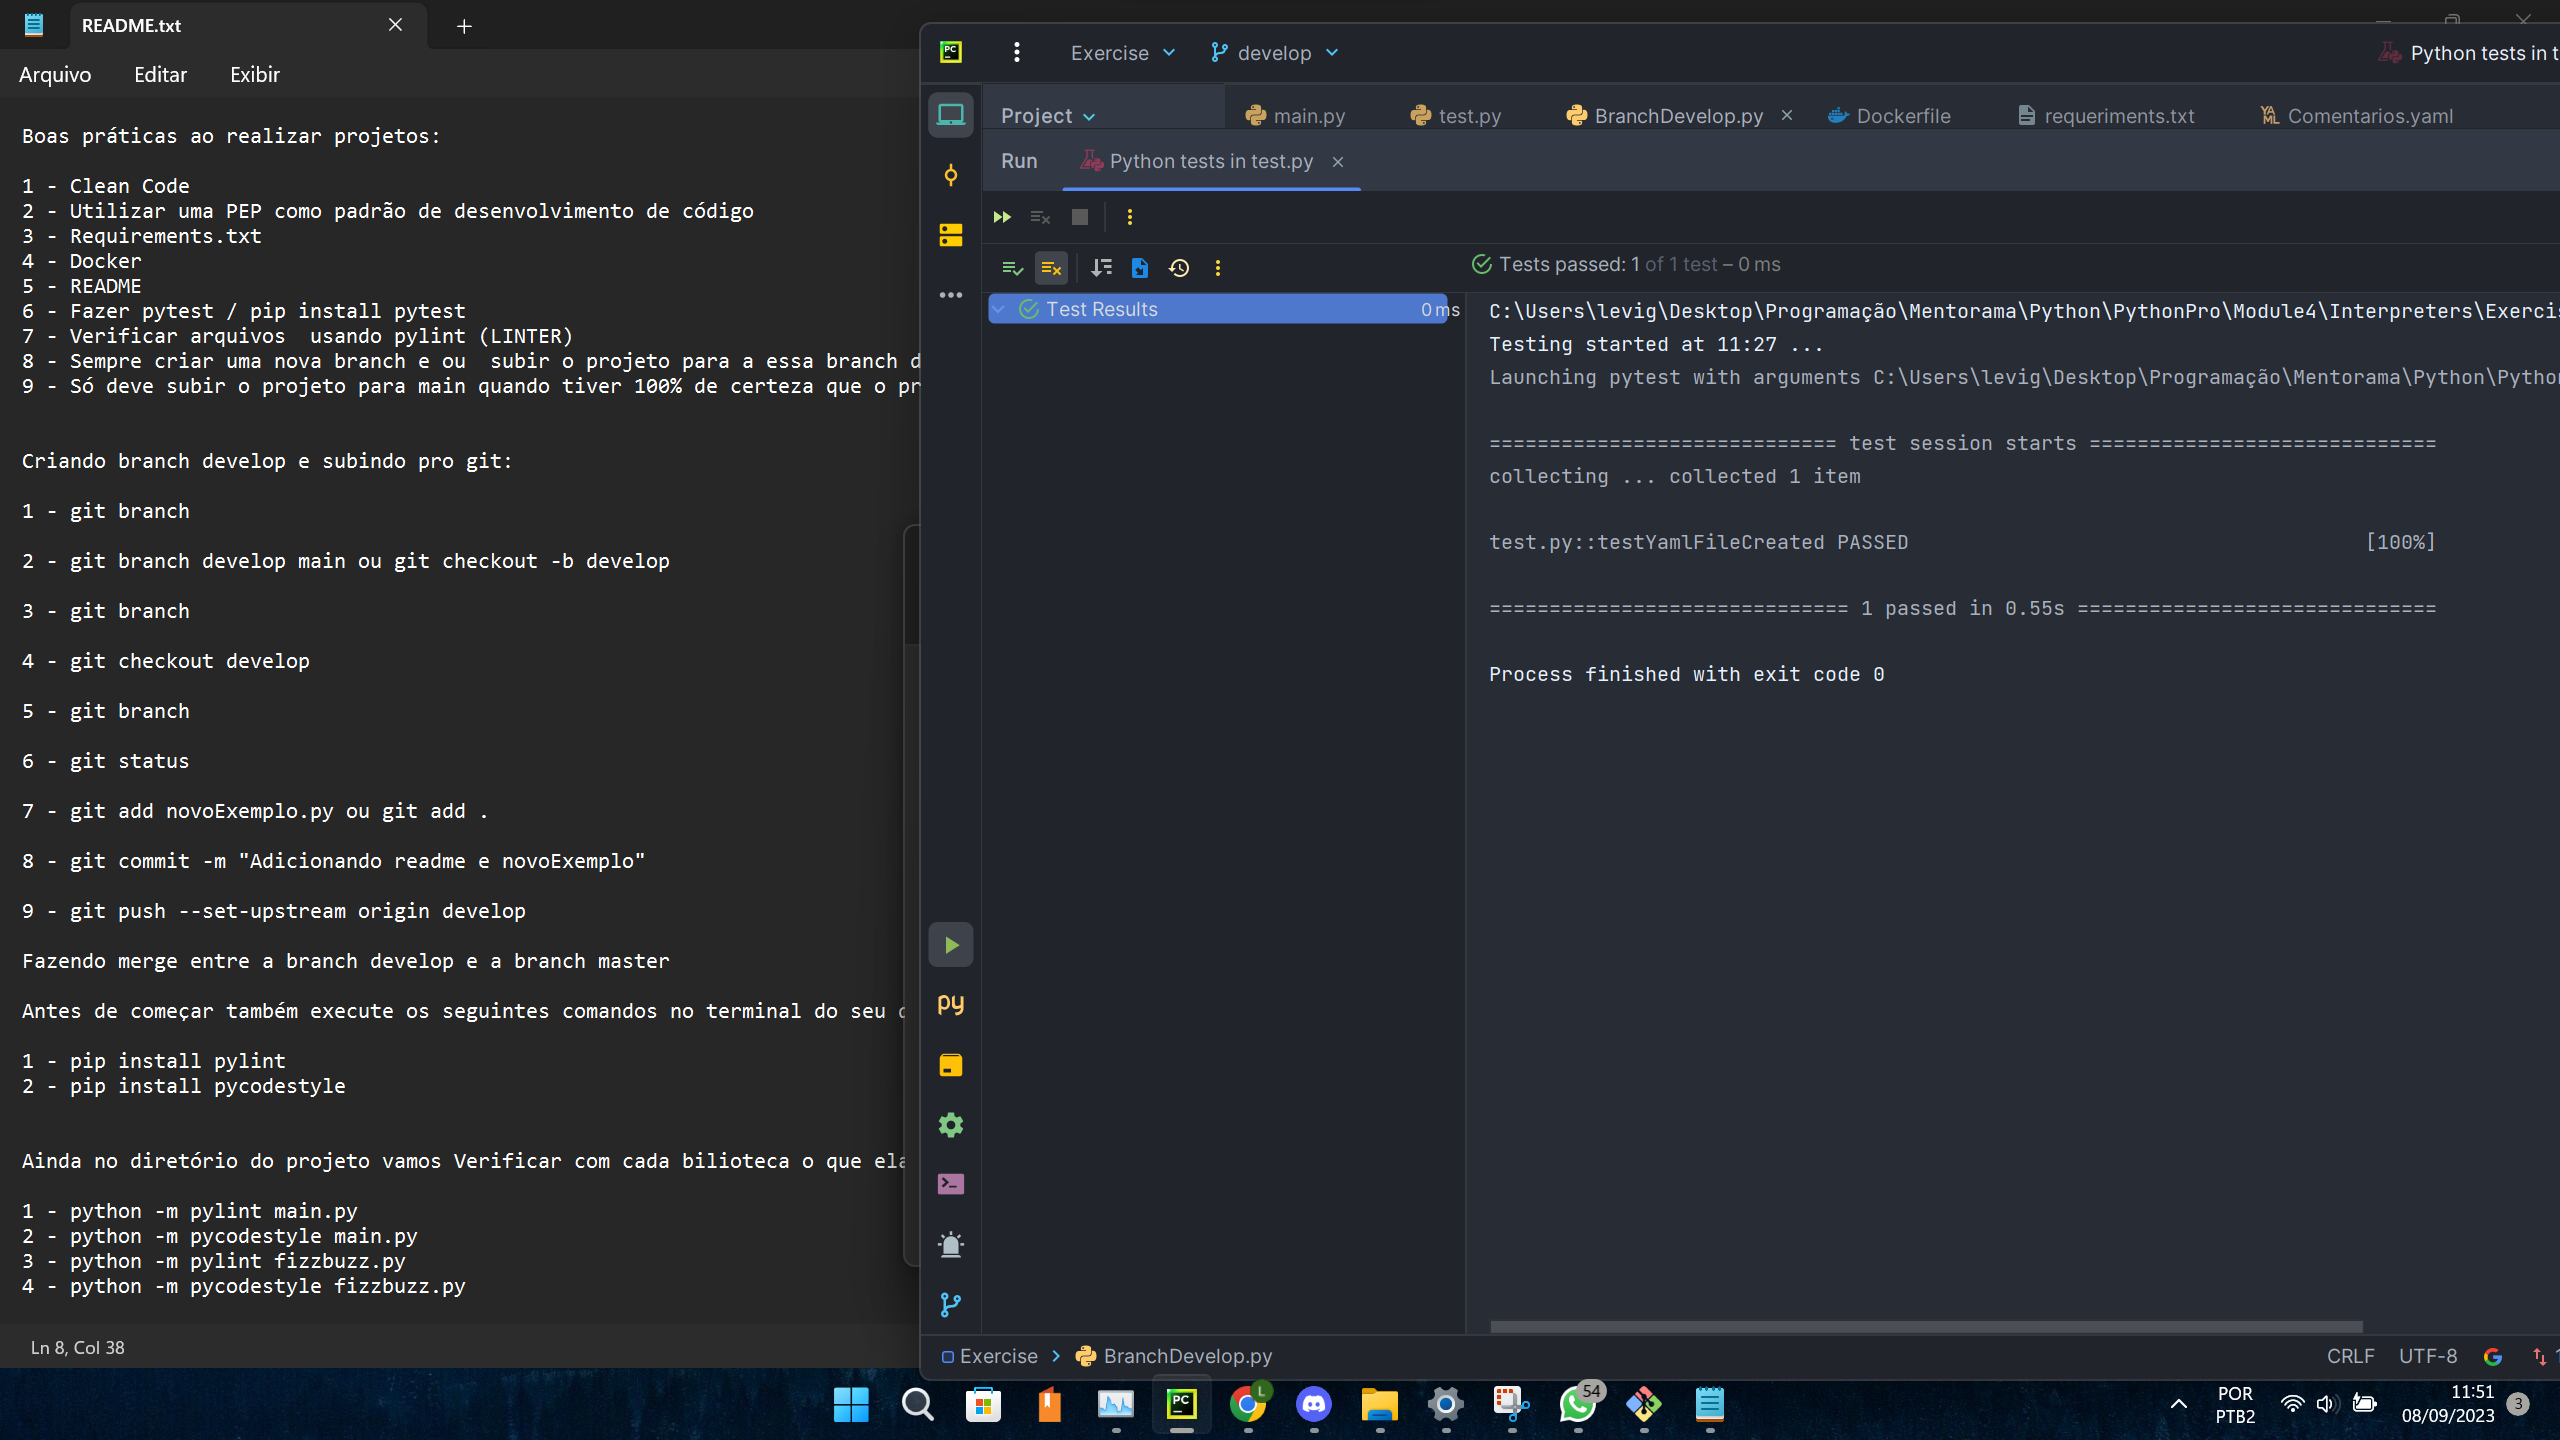 README.txt
Arquivo Editar Exibir
Boas práticas ao realizar projetos:
1 - Clean Code
2 - Utilizar uma PEP como padrão de desenvolvimento de código
3 - Requirements.txt
4 - Docker
5 - README
6 - Fazer pytest / pip install pytest
7 - Verificar arquivos  usando pylint (LINTER)
8 - Sempre criar uma nova branch e ou  subir o projeto para a essa branch d
9 - Só deve subir o projeto para main quando tiver 100% de certeza que o pr
Criando branch develop e subindo pro git:
1 - git branch
2 - git branch develop main ou git checkout -b develop
3 - git branch
4 - git checkout develop
5 - git branch
6 - git status
7 - git add novoExemplo.py ou git add .
8 - git commit -m "Adicionando readme e novoExemplo"
9 - git push --set-upstream origin develop
Fazendo merge entre a branch develop e a branch master
Antes de começar também execute os seguintes comandos no terminal do seu
1 - pip install pylint
2 - pip install pycodestyle
Ainda no diretório do projeto vamos Verificar com cada bilioteca o que ela
1 - python -m pylint main.py
2 - python -m pycodestyle main.py
3 - python -m pylint fizzbuzz.py
4 - python -m pycodestyle fizzbuzz.py
Ln 8, Col 38
PC Exercise develop Python tests in t
Project main.py test.py BranchDevelop.py Dockerfile requeriments.txt Comentarios.yaml
Run Python tests in test.py
Tests passed: 1 of 1 test – 0 ms
Test Results 0 ms
C:\Users\levig\Desktop\Programação\Mentorama\Python\PythonPro\Module4\Interpreters\Exercis
Testing started at 11:27 ...
Launching pytest with arguments C:\Users\levig\Desktop\Programação\Mentorama\Python\Pytho
============================= test session starts =============================
collecting ... collected 1 item
test.py::testYamlFileCreated PASSED [100%]
============================== 1 passed in 0.55s ==============================
Process finished with exit code 0
py
Exercise BranchDevelop.py
CRLF UTF-8
PC L 54
POR
PTB2
11:51
08/09/2023
3